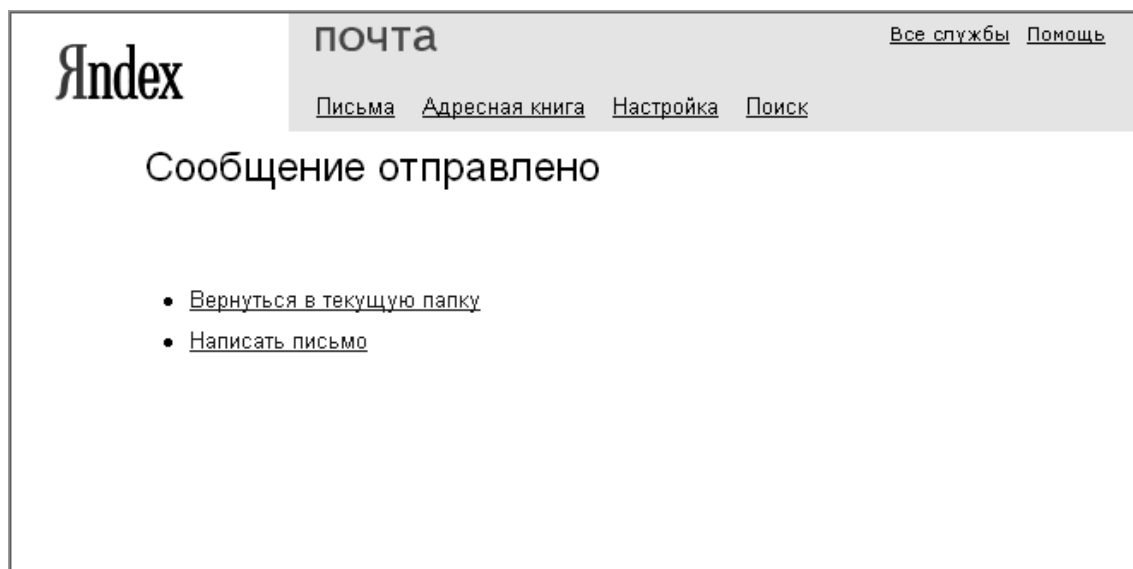 Яndex
почта
Все службы Помощь
Письма Адресная книга Настройка Поиск
Сообщение отправлено
Вернуться в текущую папку
Написать письмо